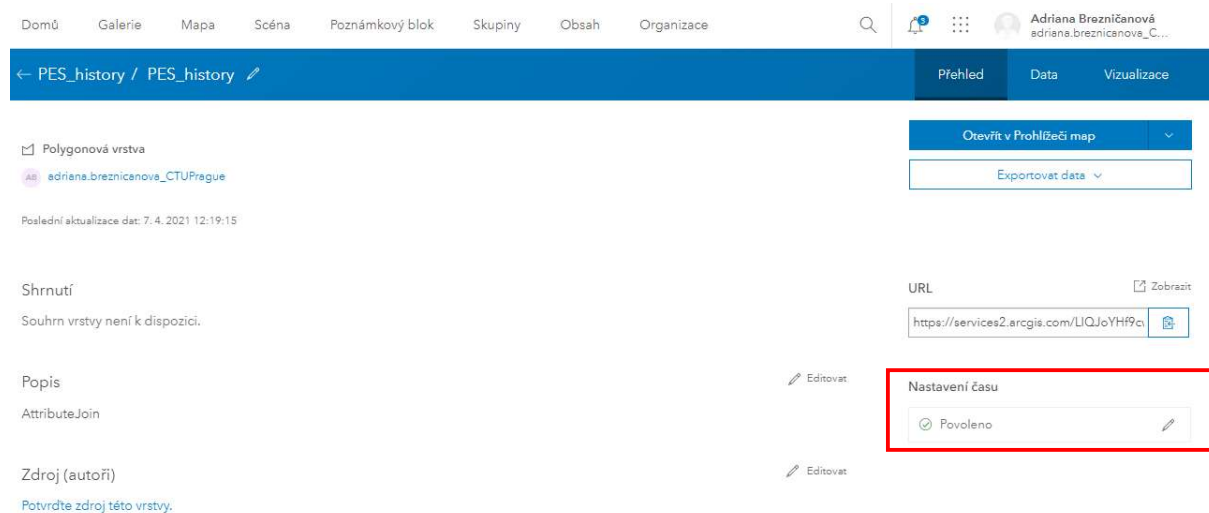 Domů Galerie Mapa Scéna Poznámkový blok Skupiny Obsah Organizace Adriana Brezničanová
adriana.breznicanova_C...
← PES_history / PES_history Přehled Data Vizualizace
Otevřít v Prohlížeči map
Polygonová vrstva
AB adriana.breznicanova_CTUPrague
Exportovat data
Poslední aktualizace dat: 7. 4. 2021 12:19:15
Shrnutí
URL Zobrazit
Souhrn vrstvy není k dispozici.
https://services2.arcgis.com/LlQJoYHf9cv
Popis Editovat
Nastavení času
AttributeJoin
Povoleno
Zdroj (autoři) Editovat
Potvrďte zdroj této vrstvy.